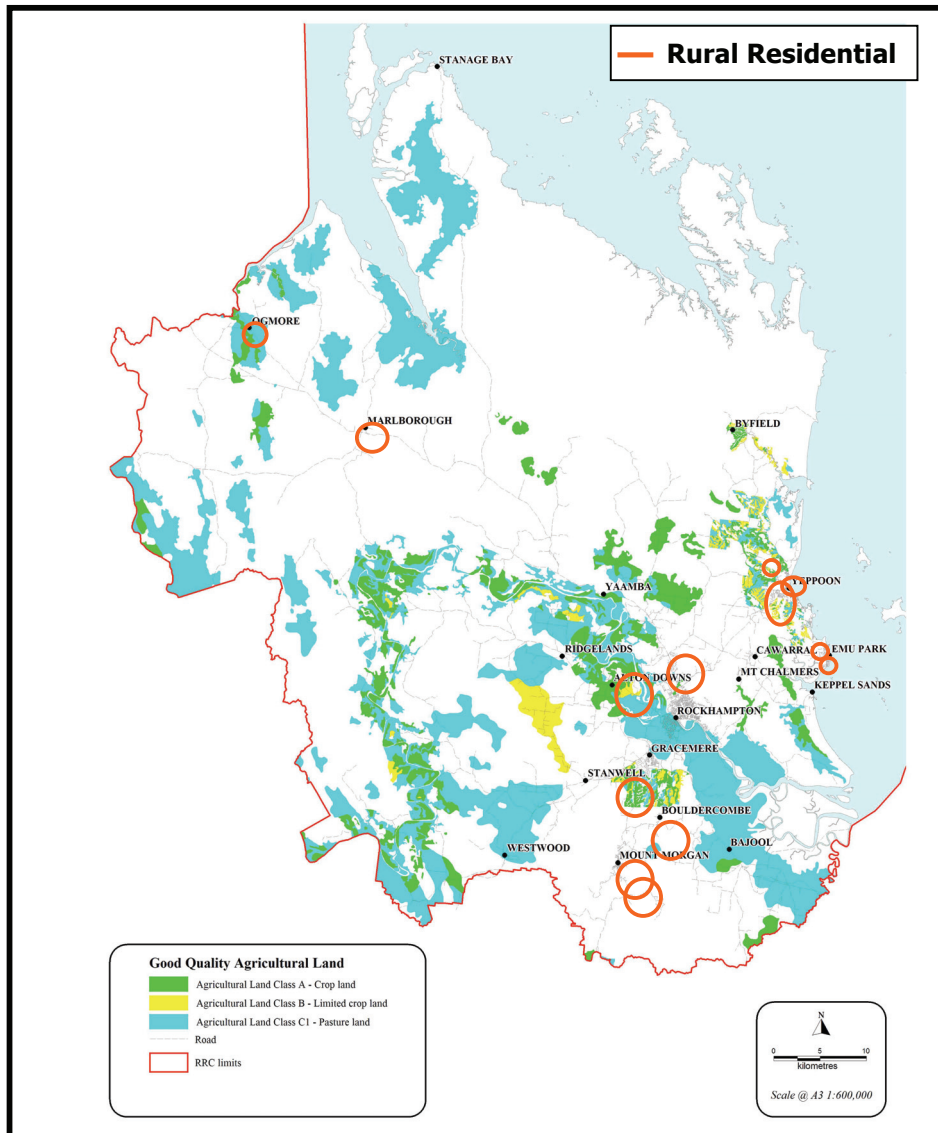 Rural Residential
STANAGE BAY
OGMORE
MARLBOROUGH
BYFIELD
YEPPOON
YAAMBA
RIDGELANDS
CAWARRAL
EMU PARK
MT CHALMERS
ALTON DOWNS
KEPPEL SANDS
ROCKHAMPTON
GRACEMERE
STANWELL
BOULDERCOMBE
BAJOOL
WESTWOOD
MOUNT MORGAN
Good Quality Agricultural Land
Agricultural Land Class A - Crop land
Agricultural Land Class B - Limited crop land
Agricultural Land Class C1 - Pasture land
Road
RRC limits
N
0 5 10
kilometres
Scale @ A3 1:600,000